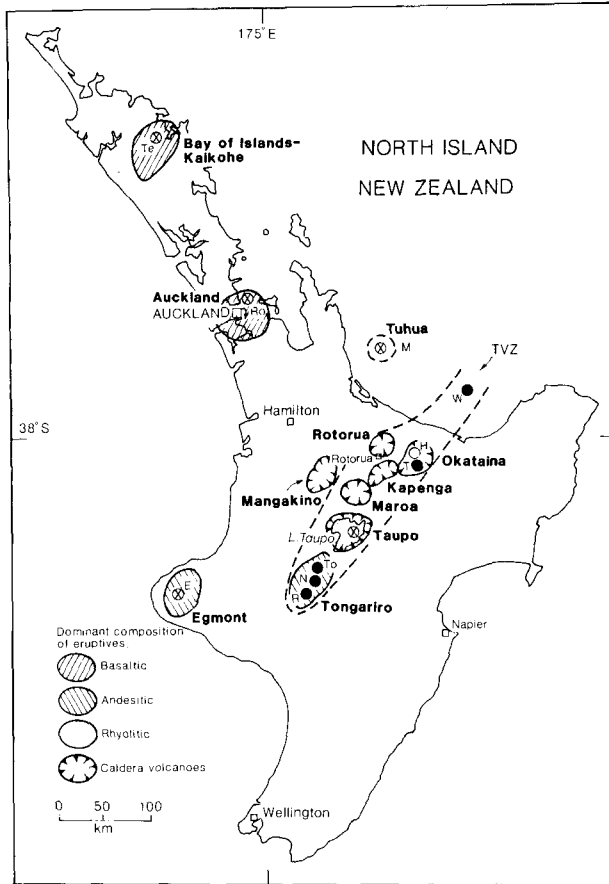 175°E
Bay of Islands-
Kaikohe
Te
NORTH ISLAND
NEW ZEALAND
Auckland
AUCKLAND
Ro
Tuhua
M
TVZ
W
Hamilton
38°S
Rotorua
Rotorua
H
T
Okataina
Kapenga
Mangakino
Maroa
L. Taupo
Taupo
To
N
R
Tongariro
E
Egmont
Napier
Dominant composition
of eruptives:
Basaltic
Andesitic
Rhyolitic
Caldera volcanoes
0 50 100
km
Wellington